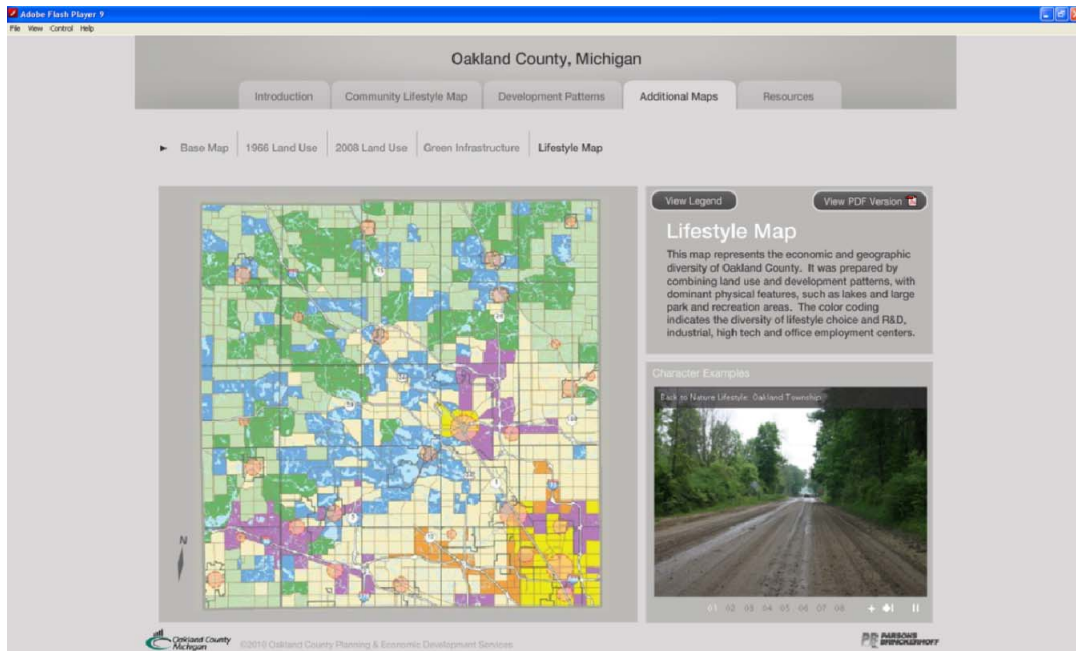 Adobe Flash Player 9
File View Control Help
Oakland County, Michigan
Introduction
Community Lifestyle Map
Development Patterns
Additional Maps
Resources
Base Map
1966 Land Use
2008 Land Use
Green Infrastructure
Lifestyle Map
View Legend
View PDF Version
Lifestyle Map
This map represents the economic and geographic
diversity of Oakland County. It was prepared by
combining land use and development patterns, with
dominant physical features, such as lakes and large
park and recreation areas. The color coding
indicates the diversity of lifestyle choice and R&D,
industrial, high tech and office employment centers.
Character Examples
Back to Nature Lifestyle: Oakland Township
N
01 02 03 04 05 06 07 08
Oakland County
Michigan
©2010 Oakland County Planning & Economic Development Services
PARSONS
BRINCKERHOFF